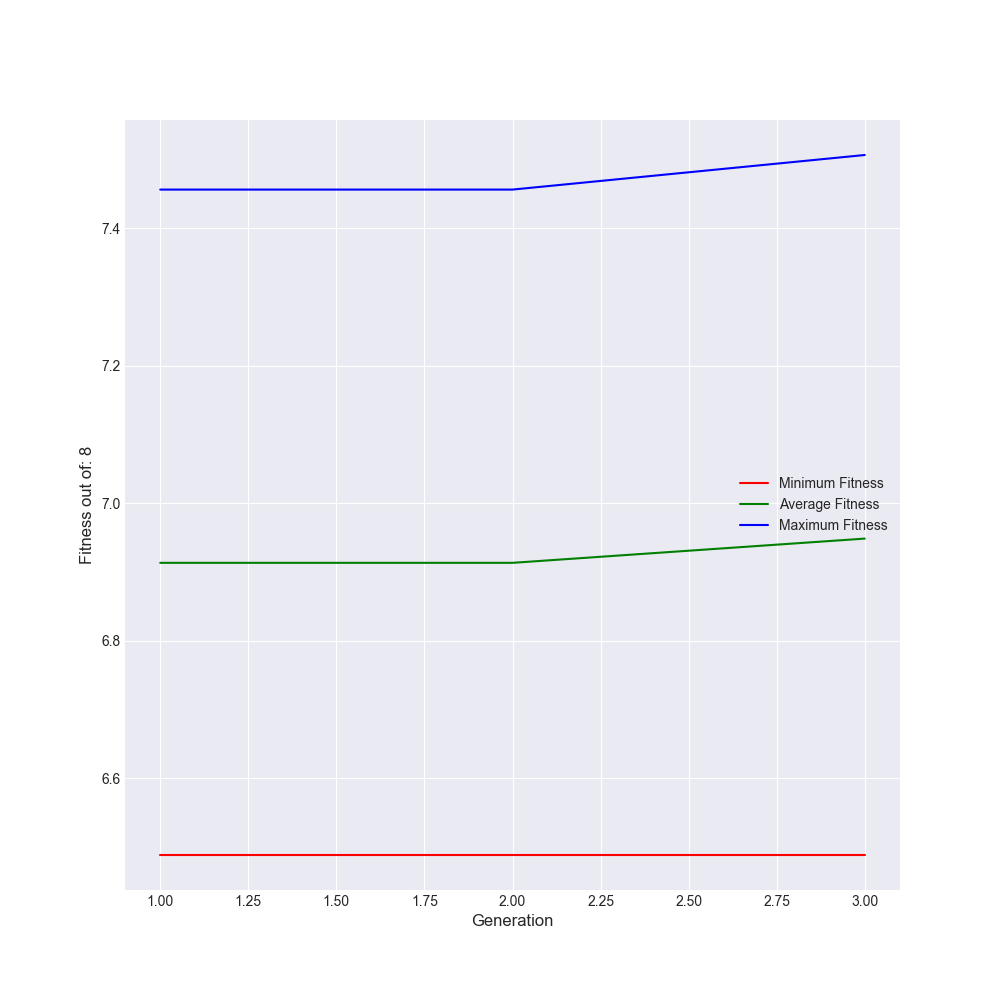 7.4
7.2
7.0
6.8
6.6
Fitness out of: 8
Minimum Fitness
Average Fitness
Maximum Fitness
1.00 1.25 1.50 1.75 2.00 2.25 2.50 2.75 3.00
Generation